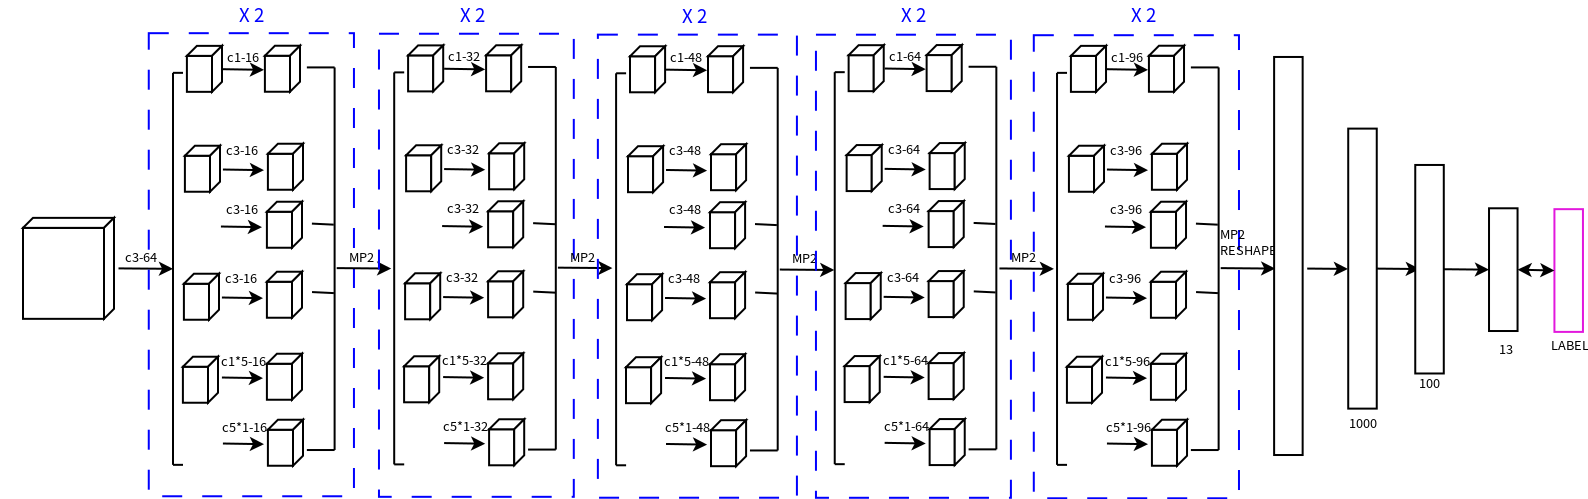 X 2
X 2
X 2
X 2
X 2
c1-16
c1-32
c1-48
c1-64
c1-96
c3-16
c3-32
c3-48
c3-64
c3-96
c3-16
c3-32
c3-48
c3-64
c3-96
c3-64
MP2
MP2
MP2
MP2
MP2
RESHAPE
c3-16
c3-32
c3-48
c3-64
c3-96
c1*5-16
c1*5-32
c1*5-48
c1*5-64
c1*5-96
c5*1-16
c5*1-32
c5*1-48
c5*1-64
c5*1-96
1000
100
13
LABEL